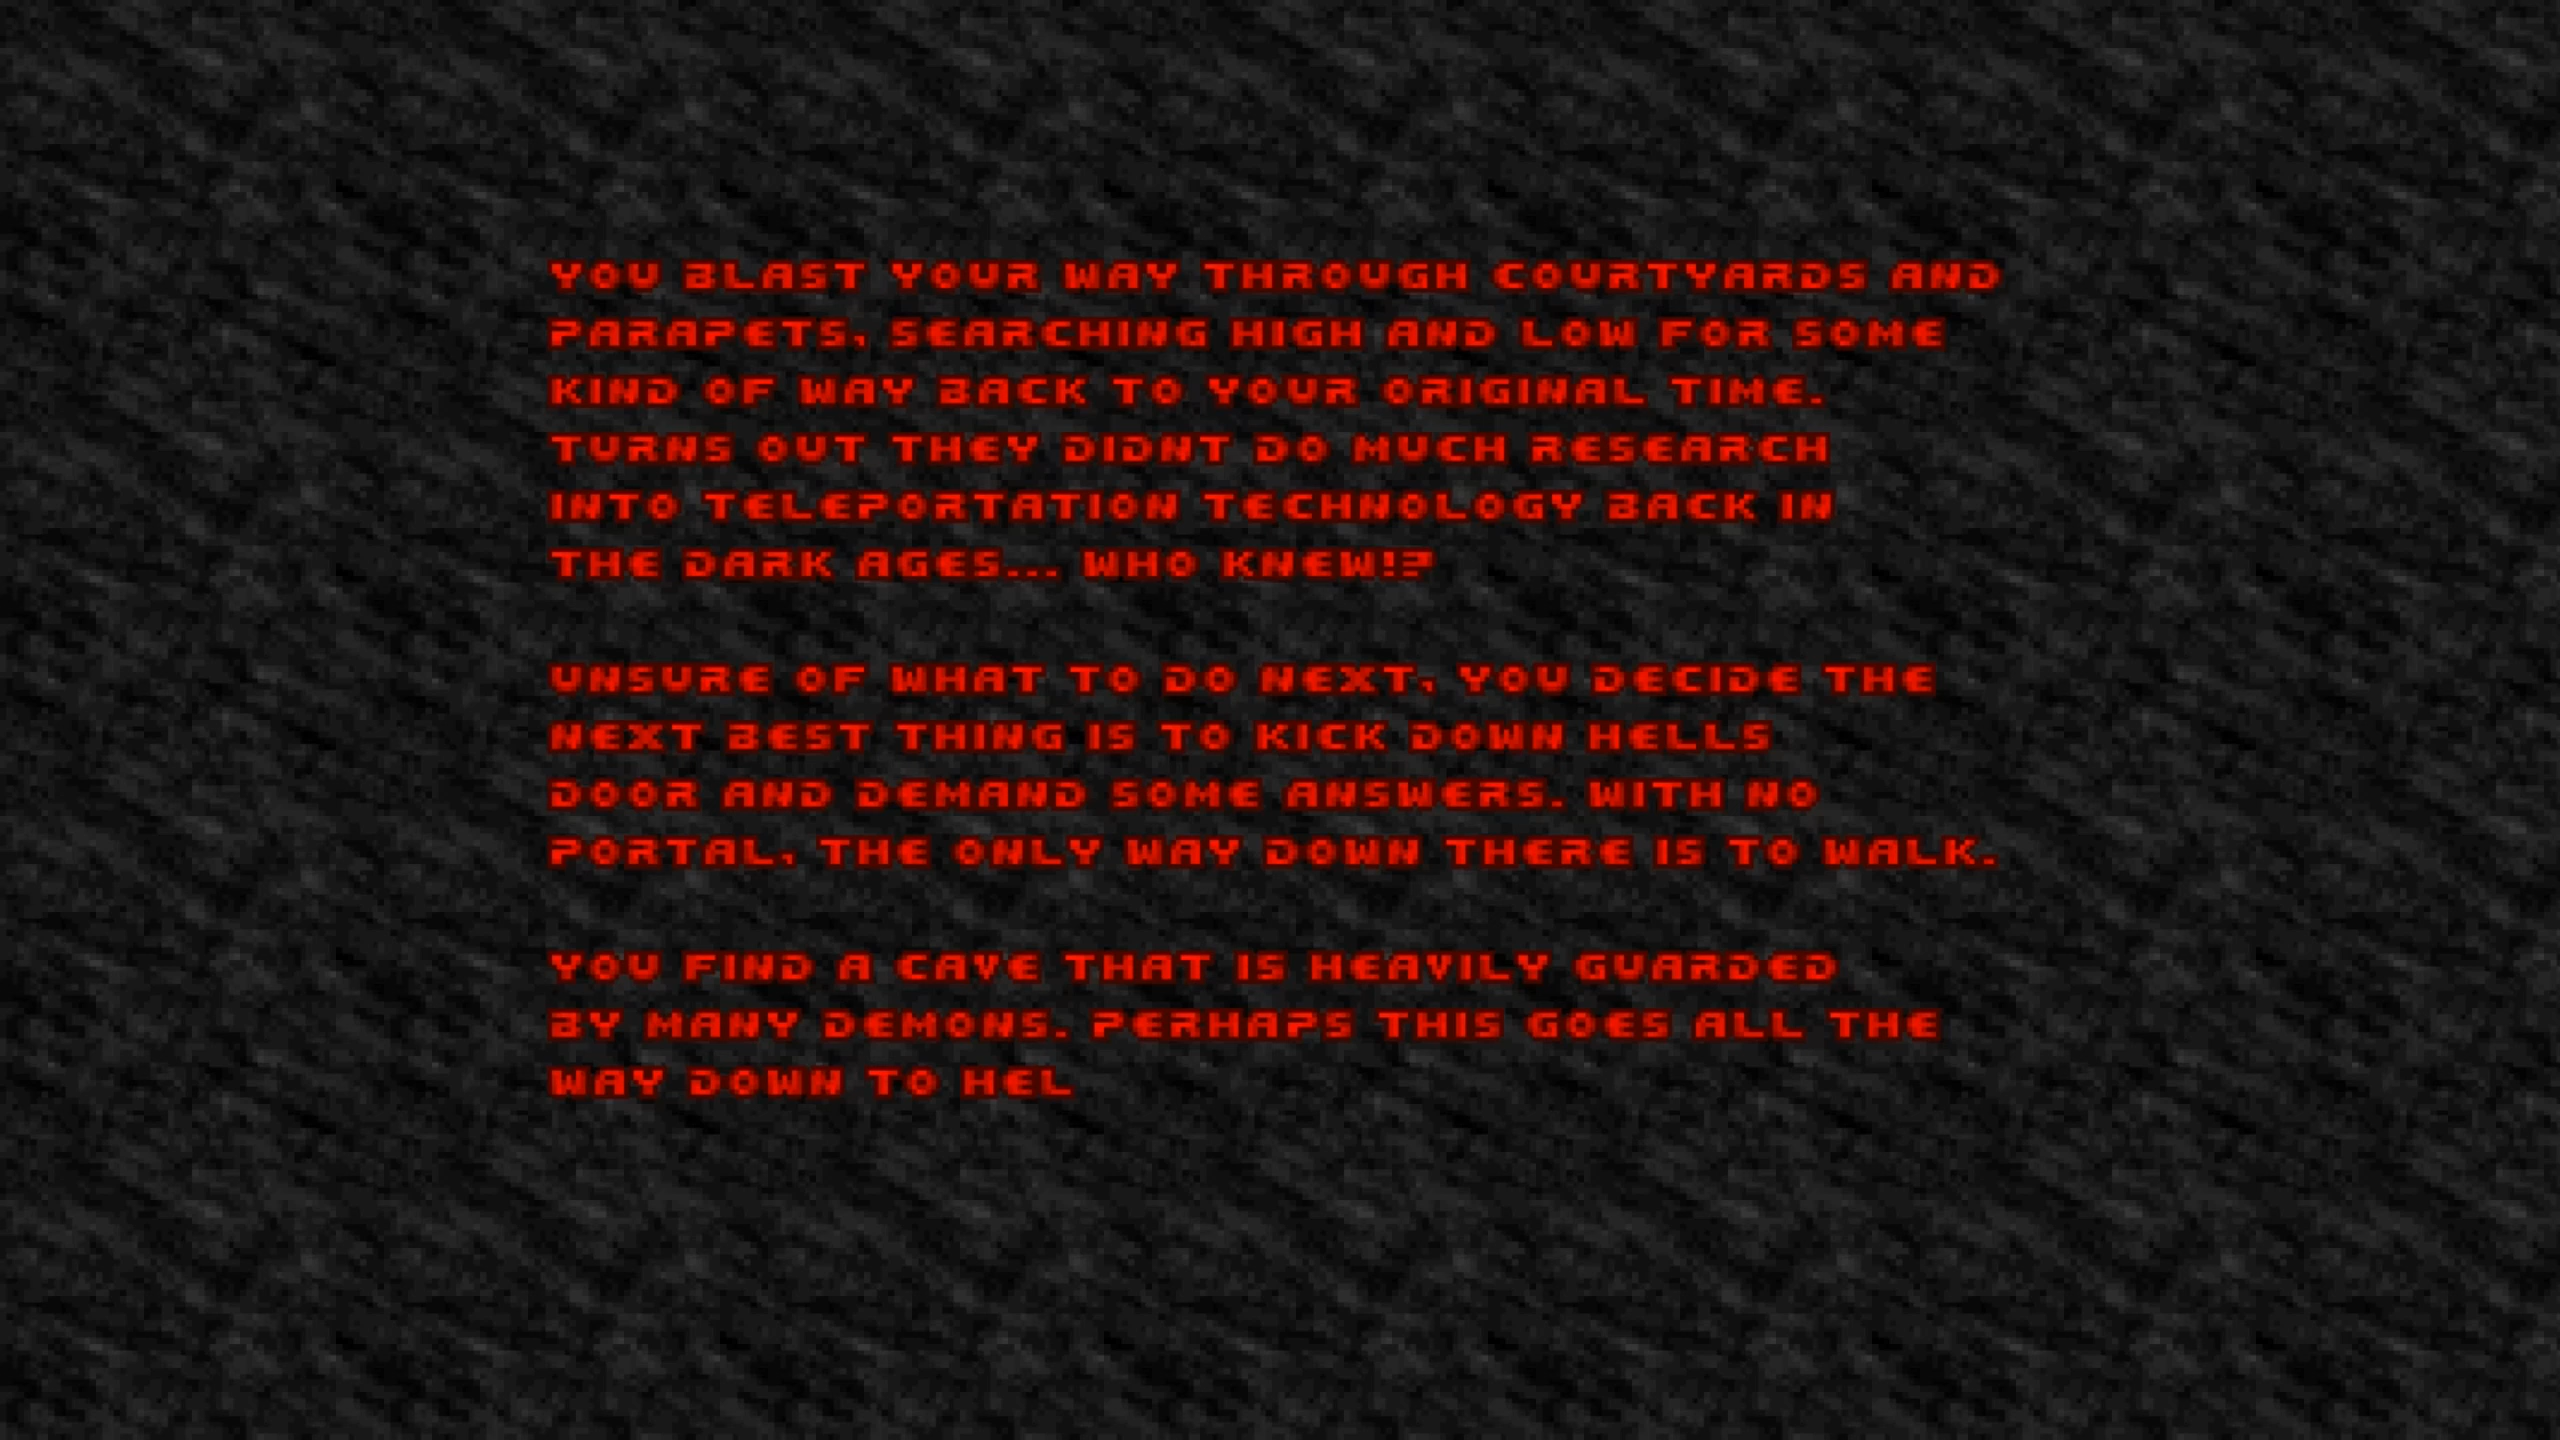 YOU BLAST YOUR WAY THROUGH COURTYARDS AND
PARAPETS, SEARCHING HIGH AND LOW FOR SOME
KIND OF WAY BACK TO YOUR ORIGINAL TIME.
TURNS OUT THEY DIDNT DO MUCH RESEARCH
INTO TELEPORTATION TECHNOLOGY BACK IN
THE DARK AGES... WHO KNEW!?
UNSURE OF WHAT TO DO NEXT, YOU DECIDE THE
NEXT BEST THING IS TO KICK DOWN HELLS
DOOR AND DEMAND SOME ANSWERS. WITH NO
PORTAL, THE ONLY WAY DOWN THERE IS TO WALK.
YOU FIND A CAVE THAT IS HEAVILY GUARDED
BY MANY DEMONS. PERHAPS THIS GOES ALL THE
WAY DOWN TO HEL